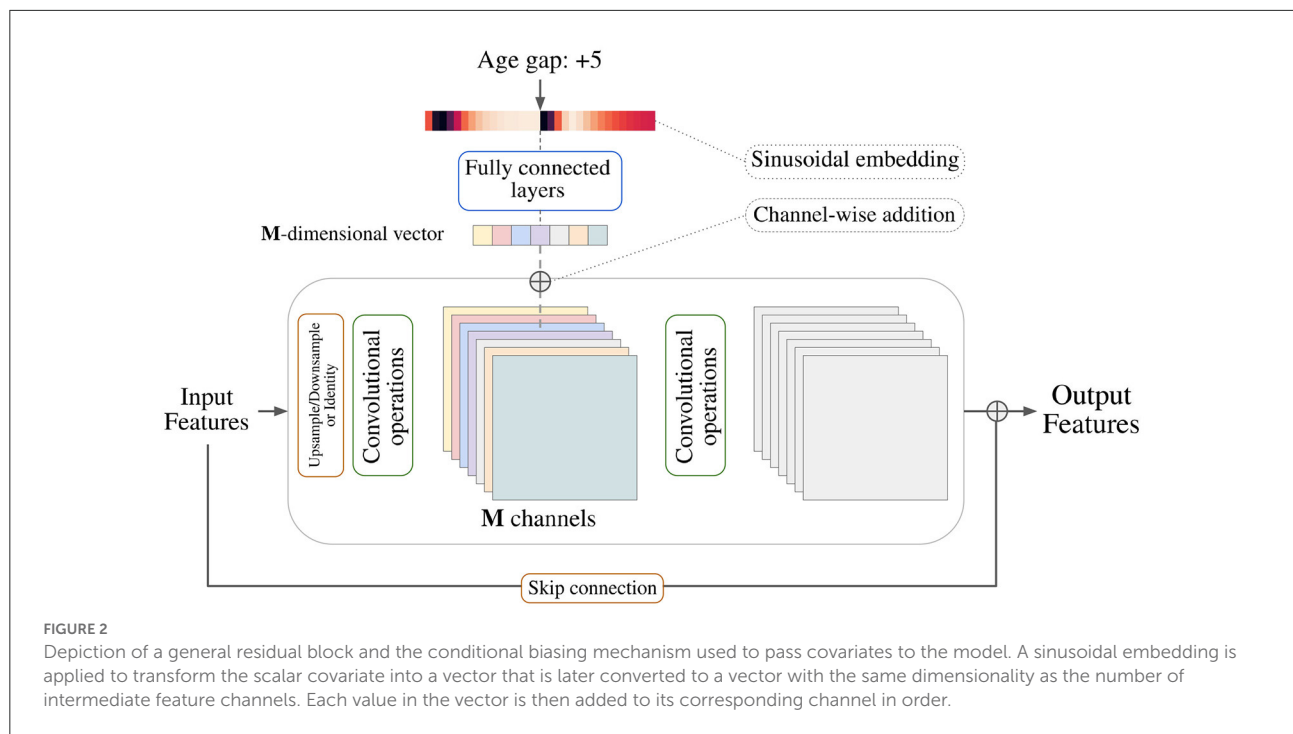 Age gap: +5
Sinusoidal embedding
Fully connected
layers
Channel-wise addition
M-dimensional vector
Input
Features
Upsample/Downsample
or Identity
Convolutional
operations
M channels
Convolutional
operations
Output
Features
Skip connection
FIGURE 2
Depiction of a general residual block and the conditional biasing mechanism used to pass covariates to the model. A sinusoidal embedding is
applied to transform the scalar covariate into a vector that is later converted to a vector with the same dimensionality as the number of
intermediate feature channels. Each value in the vector is then added to its corresponding channel in order.